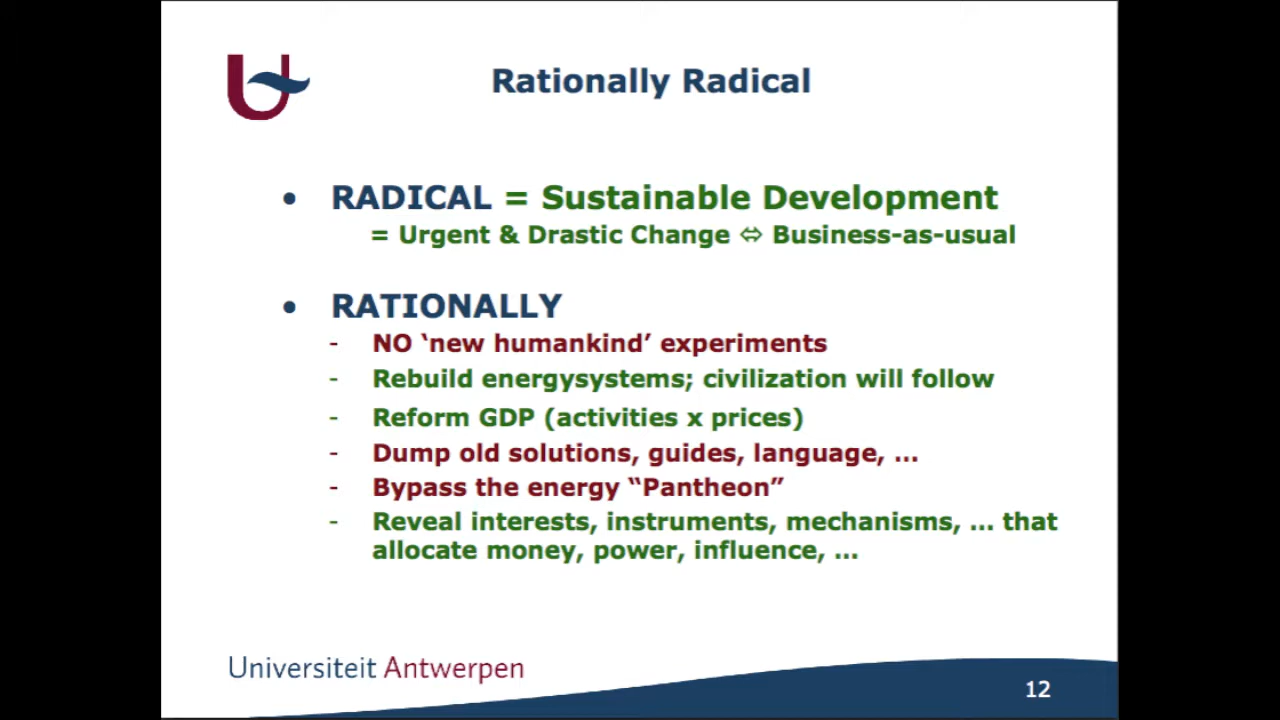 Rationally Radical
• RADICAL = Sustainable Development
= Urgent & Drastic Change ⇔ Business-as-usual
• RATIONALLY
- NO ‘new humankind’ experiments
- Rebuild energysystems; civilization will follow
- Reform GDP (activities x prices)
- Dump old solutions, guides, language, ...
- Bypass the energy “Pantheon”
- Reveal interests, instruments, mechanisms, ... that
allocate money, power, influence, ...
Universiteit Antwerpen
12